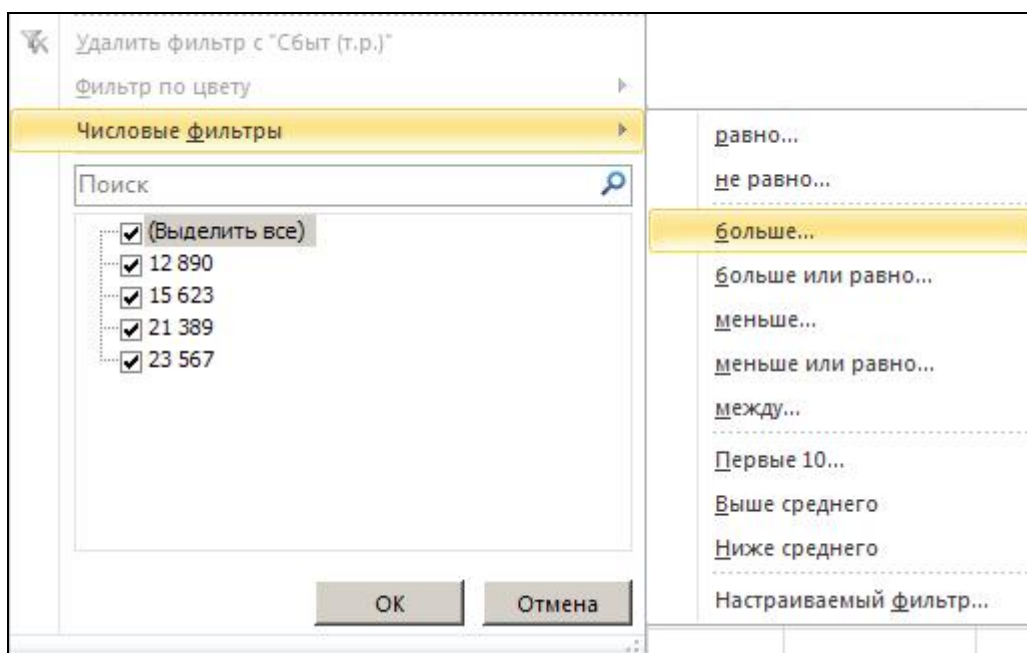 Удалить фильтр с "Сбыт (т.р.)"
Фильтр по цвету
Числовые фильтры
Поиск
(Выделить все)
12 890
15 623
21 389
23 567
ОК
Отмена
равно...
не равно...
больше...
больше или равно...
меньше...
меньше или равно...
между...
Первые 10...
Выше среднего
Ниже среднего
Настраиваемый фильтр...